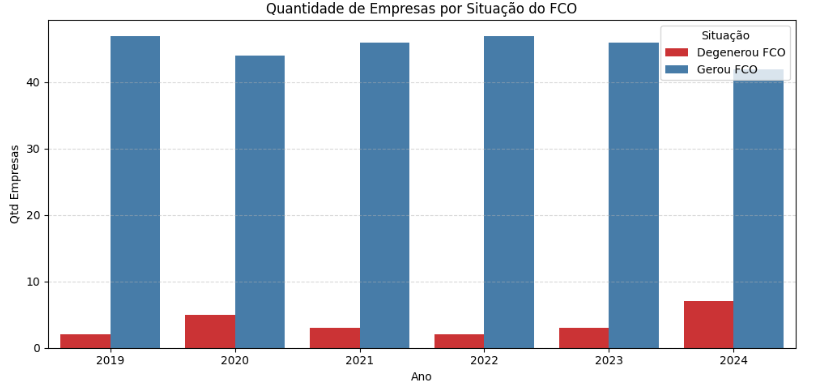 Quantidade de Empresas por Situação do FCO
Situação
Degenerou FCO
Gerou FCO
Qtd Empresas
40
30
20
10
0
2019
2020
2021
2022
2023
2024
Ano